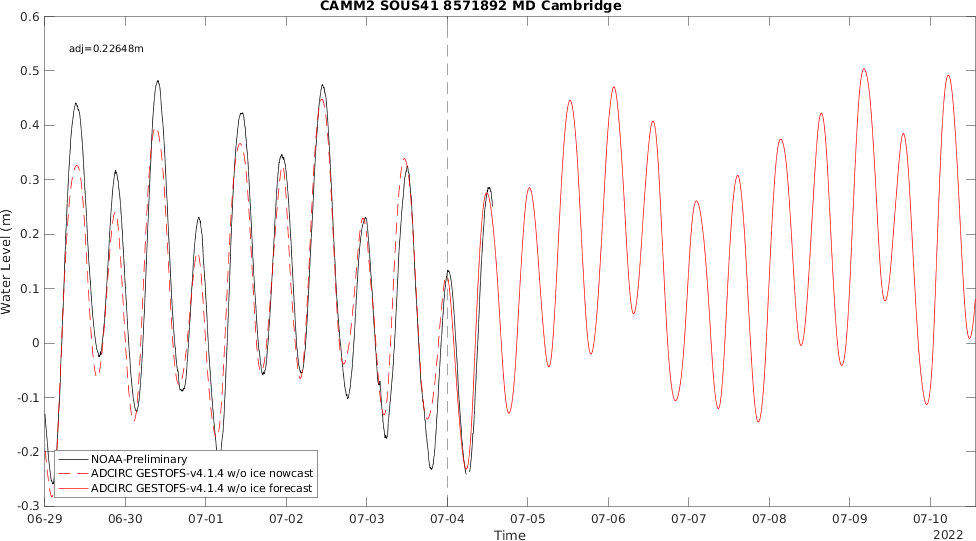 CAMM2 SOUS41 8571892 MD Cambridge
adj=0.22648m
0.6
0.5
0.4
0.3
0.2
0.1
0
-0.1
-0.2
-0.3
Water Level (m)
NOAA-Preliminary
ADCIRC GESTOFS-v4.1.4 w/o ice nowcast
ADCIRC GESTOFS-v4.1.4 w/o ice forecast
06-29 06-30 07-01 07-02 07-03 07-04 07-05 07-06 07-07 07-08 07-09 07-10
Time
2022